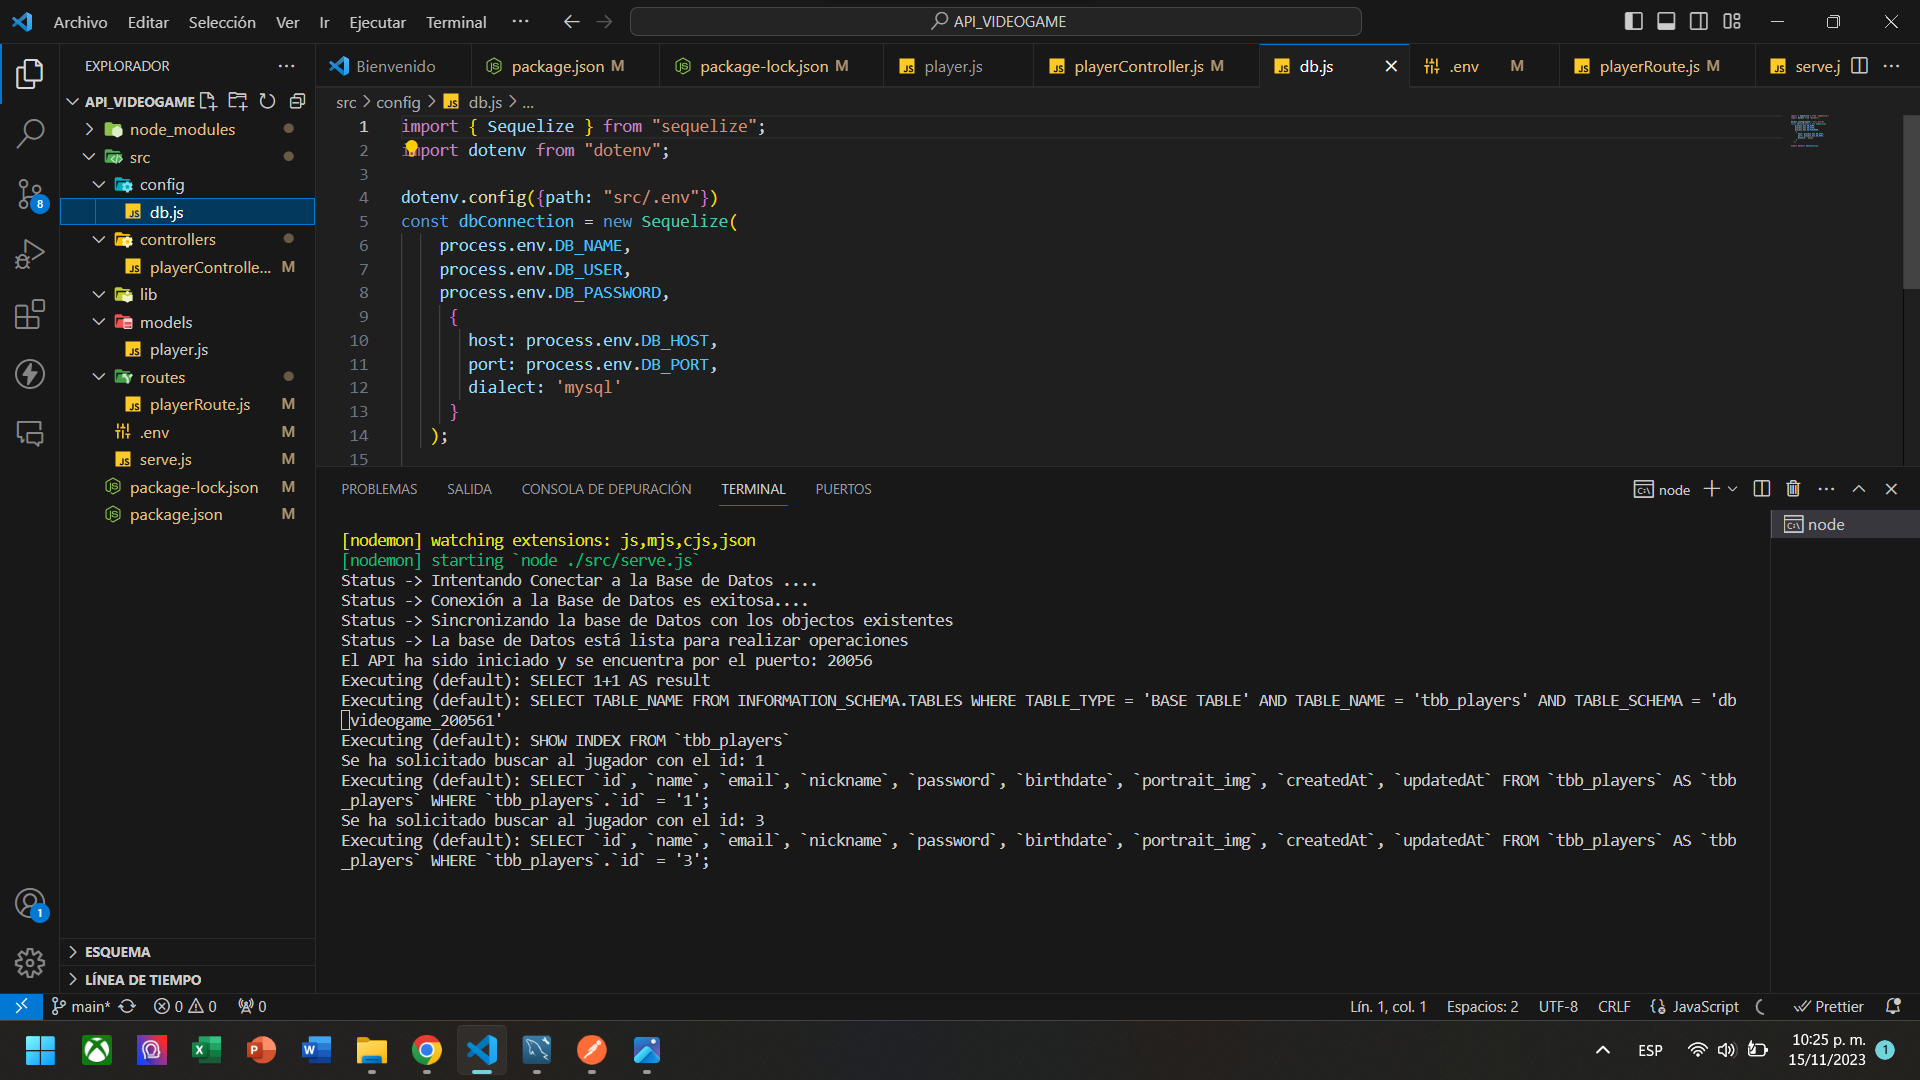 Archivo Editar Selección Ver Ir Ejecutar Terminal ··· API_VIDEOGAME
EXPLORADOR
API_VIDEOGAME
node_modules
src
config
db.js
controllers
playerControlle... M
lib
models
player.js
routes
playerRoute.js M
.env M
serve.js M
package-lock.json M
package.json M
ESQUEMA
LÍNEA DE TIEMPO
8
1
Bienvenido package.json M package-lock.json M player.js playerController.js M db.js .env M playerRoute.js M serve.j
src > config > db.js > ...
1 import { Sequelize } from "sequelize";
2 import dotenv from "dotenv";
3
4 dotenv.config({path: "src/.env"})
5 const dbConnection = new Sequelize(
6 process.env.DB_NAME,
7 process.env.DB_USER,
8 process.env.DB_PASSWORD,
9 {
10 host: process.env.DB_HOST,
11 port: process.env.DB_PORT,
12 dialect: 'mysql'
13 }
14 );
15
PROBLEMAS SALIDA CONSOLA DE DEPURACIÓN TERMINAL PUERTOS node
node
[nodemon] watching extensions: js,mjs,cjs,json
[nodemon] starting `node ./src/serve.js`
Status -> Intentando Conectar a la Base de Datos ....
Status -> Conexión a la Base de Datos es exitosa....
Status -> Sincronizando la base de Datos con los objectos existentes
Status -> La base de Datos está lista para realizar operaciones
El API ha sido iniciado y se encuentra por el puerto: 20056
Executing (default): SELECT 1+1 AS result
Executing (default): SELECT TABLE_NAME FROM INFORMATION_SCHEMA.TABLES WHERE TABLE_TYPE = 'BASE TABLE' AND TABLE_NAME = 'tbb_players' AND TABLE_SCHEMA = 'db
videogame_200561'
Executing (default): SHOW INDEX FROM `tbb_players`
Se ha solicitado buscar al jugador con el id: 1
Executing (default): SELECT `id`, `name`, `email`, `nickname`, `password`, `birthdate`, `portrait_img`, `createdAt`, `updatedAt` FROM `tbb_players` AS `tbb
_players` WHERE `tbb_players`.`id` = '1';
Se ha solicitado buscar al jugador con el id: 3
Executing (default): SELECT `id`, `name`, `email`, `nickname`, `password`, `birthdate`, `portrait_img`, `createdAt`, `updatedAt` FROM `tbb_players` AS `tbb
_players` WHERE `tbb_players`.`id` = '3';
main* 0 0 0 Lín. 1, col. 1 Espacios: 2 UTF-8 CRLF JavaScript Prettier
ESP 10:25 p. m.
15/11/2023 1